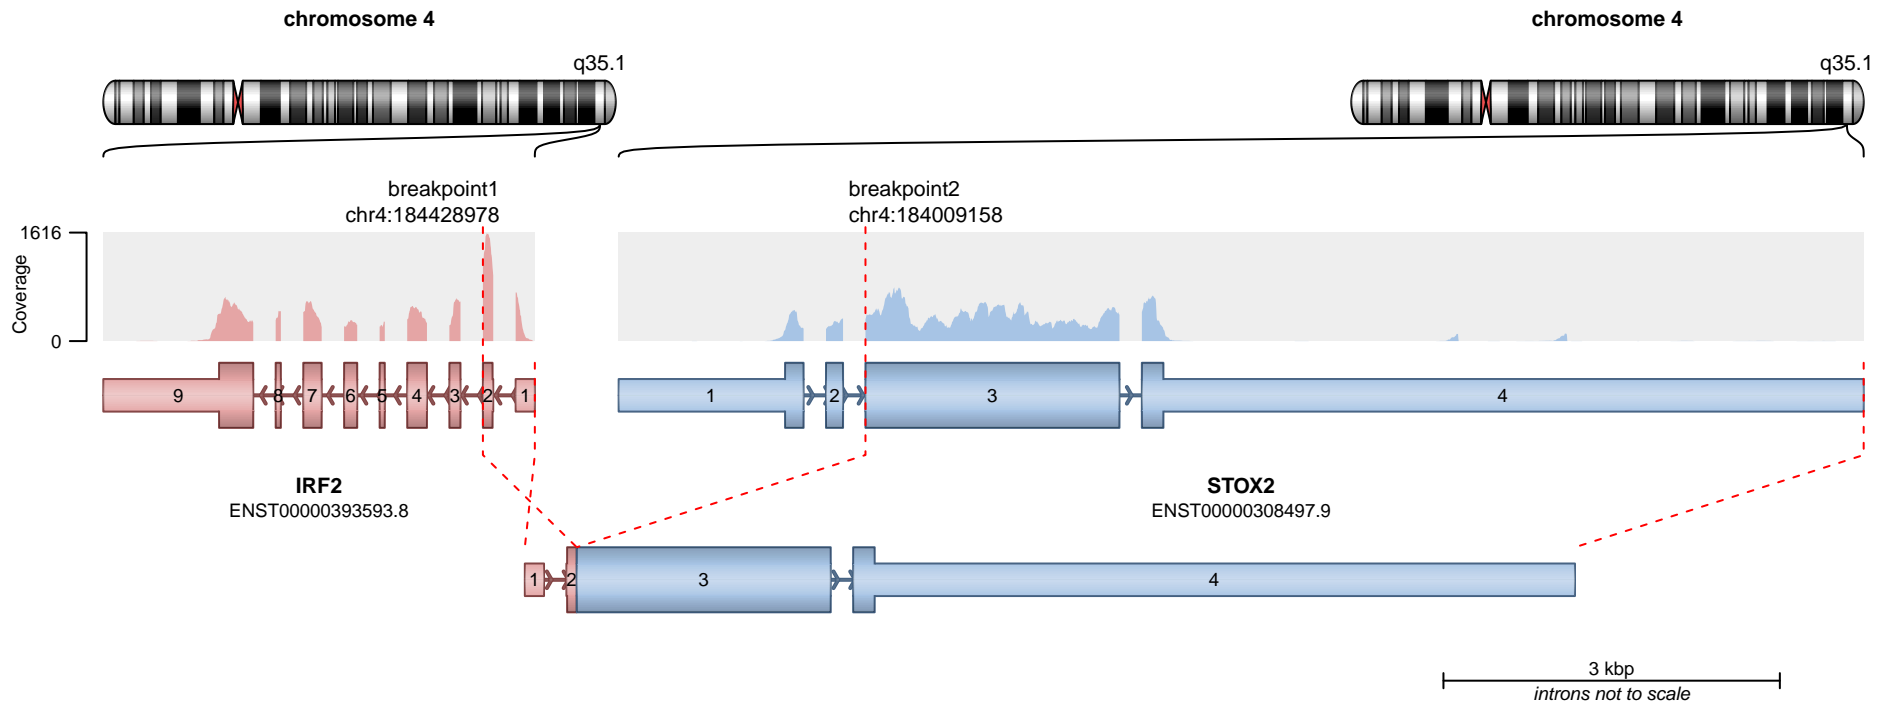 chromosome 4
chromosome 4
q35.1
q35.1
breakpoint1
chr4:184428978
breakpoint2
chr4:184009158
1616
Coverage
0
9 8 7 6 5 4 3 2 1
1 2 3 4
IRF2
ENST00000393593.8
STOX2
ENST00000308497.9
1 2 3 4
3 kbp
introns not to scale